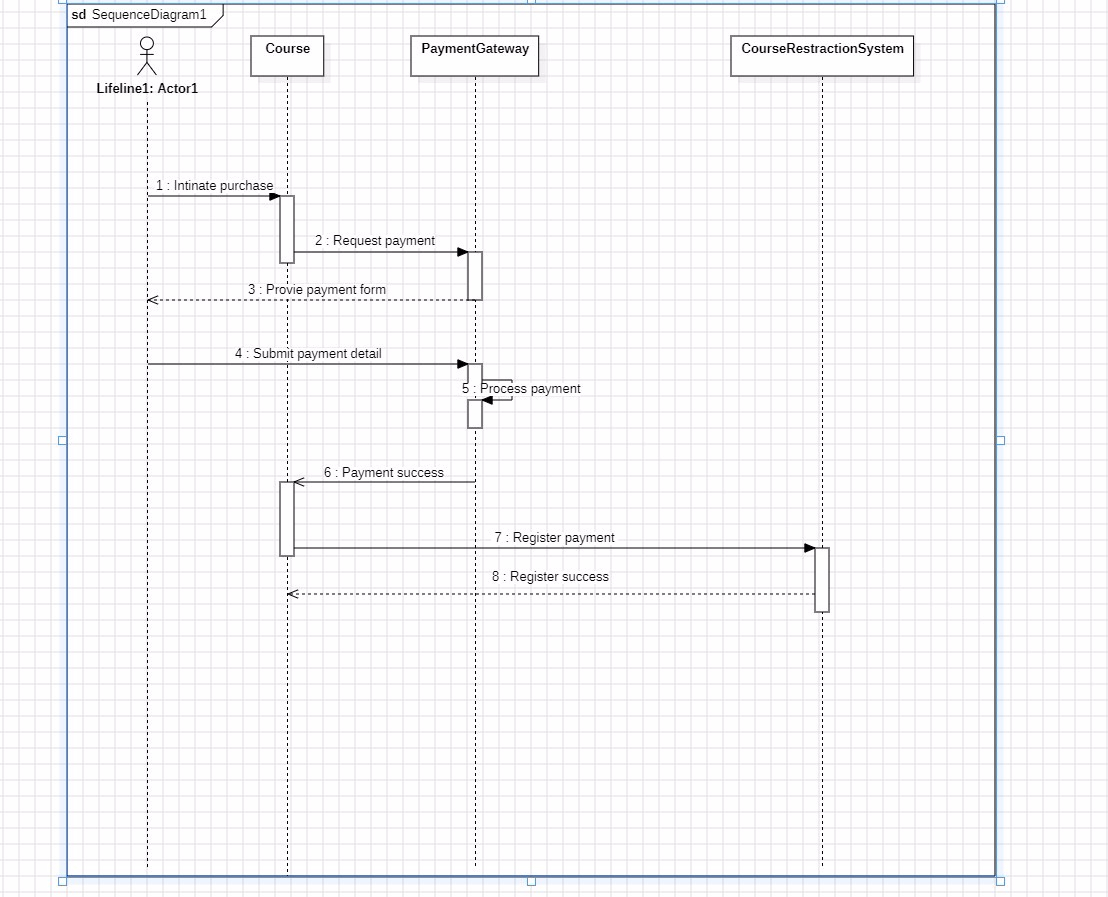 sd SequenceDiagram1
Course
PaymentGateway
CourseRestractionSystem
Lifeline1: Actor1
1 : Intinate purchase
2 : Request payment
3 : Provie payment form
4 : Submit payment detail
5 : Process payment
6 : Payment success
7 : Register payment
8 : Register success